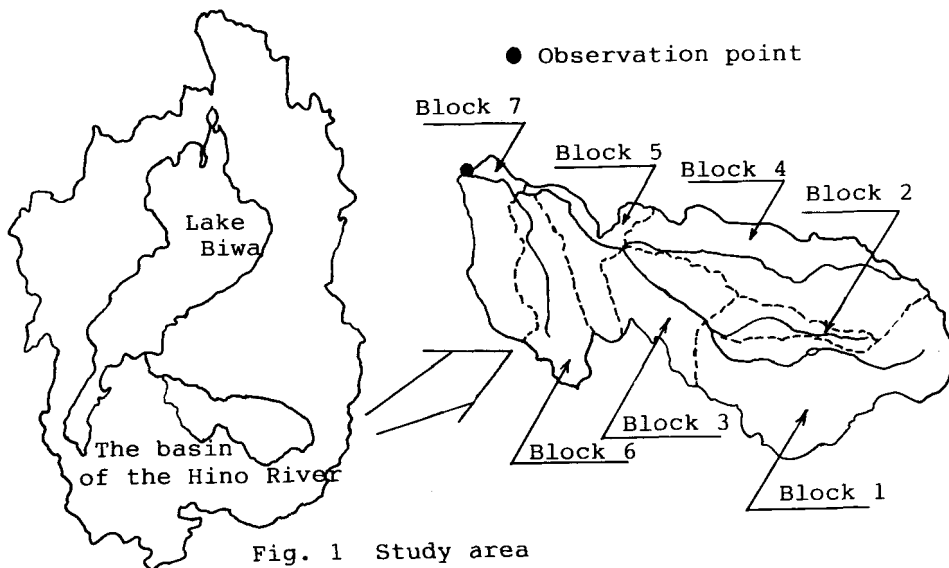 ● Observation point
Block 7
Block 5
Block 4
Block 2
Lake
Biwa
The basin
of the Hino River
Block 6
Block 3
Block 1
Fig. 1 Study area